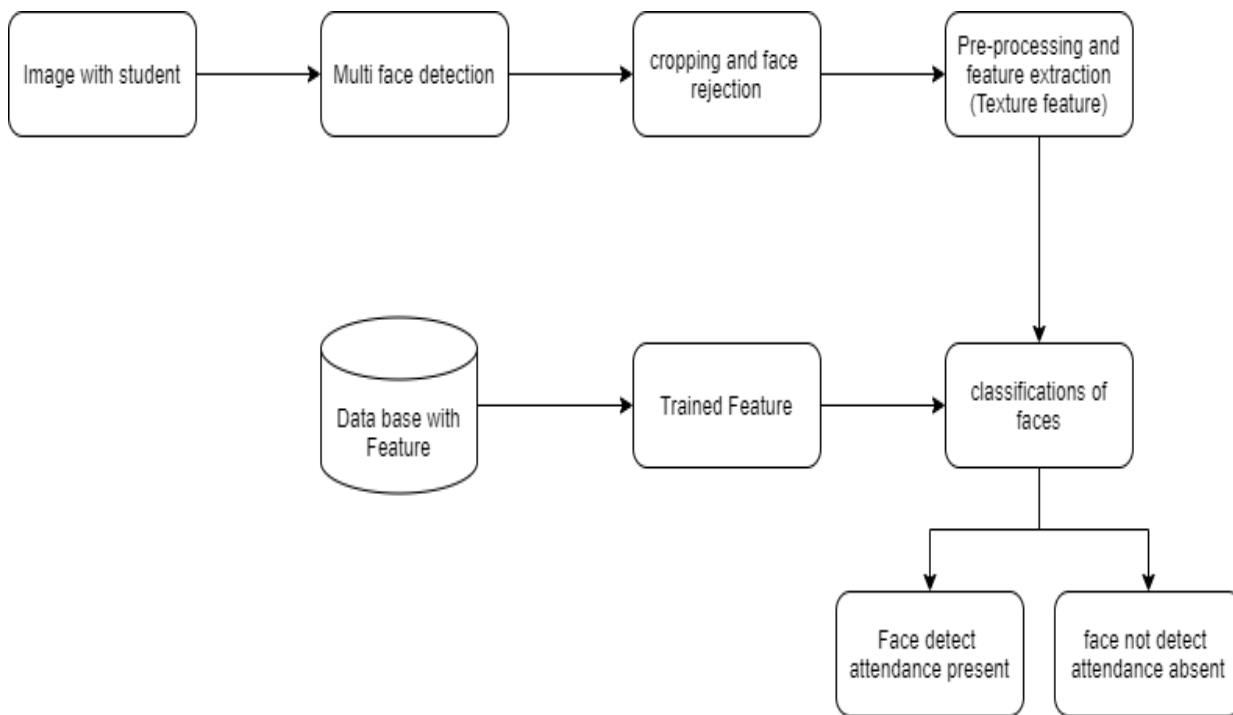 Image with student
Multi face detection
cropping and face
rejection
Pre-processing and
feature extraction
(Texture feature)
Data base with
Feature
Trained Feature
classifications of
faces
Face detect
attendance present
face not detect
attendance absent